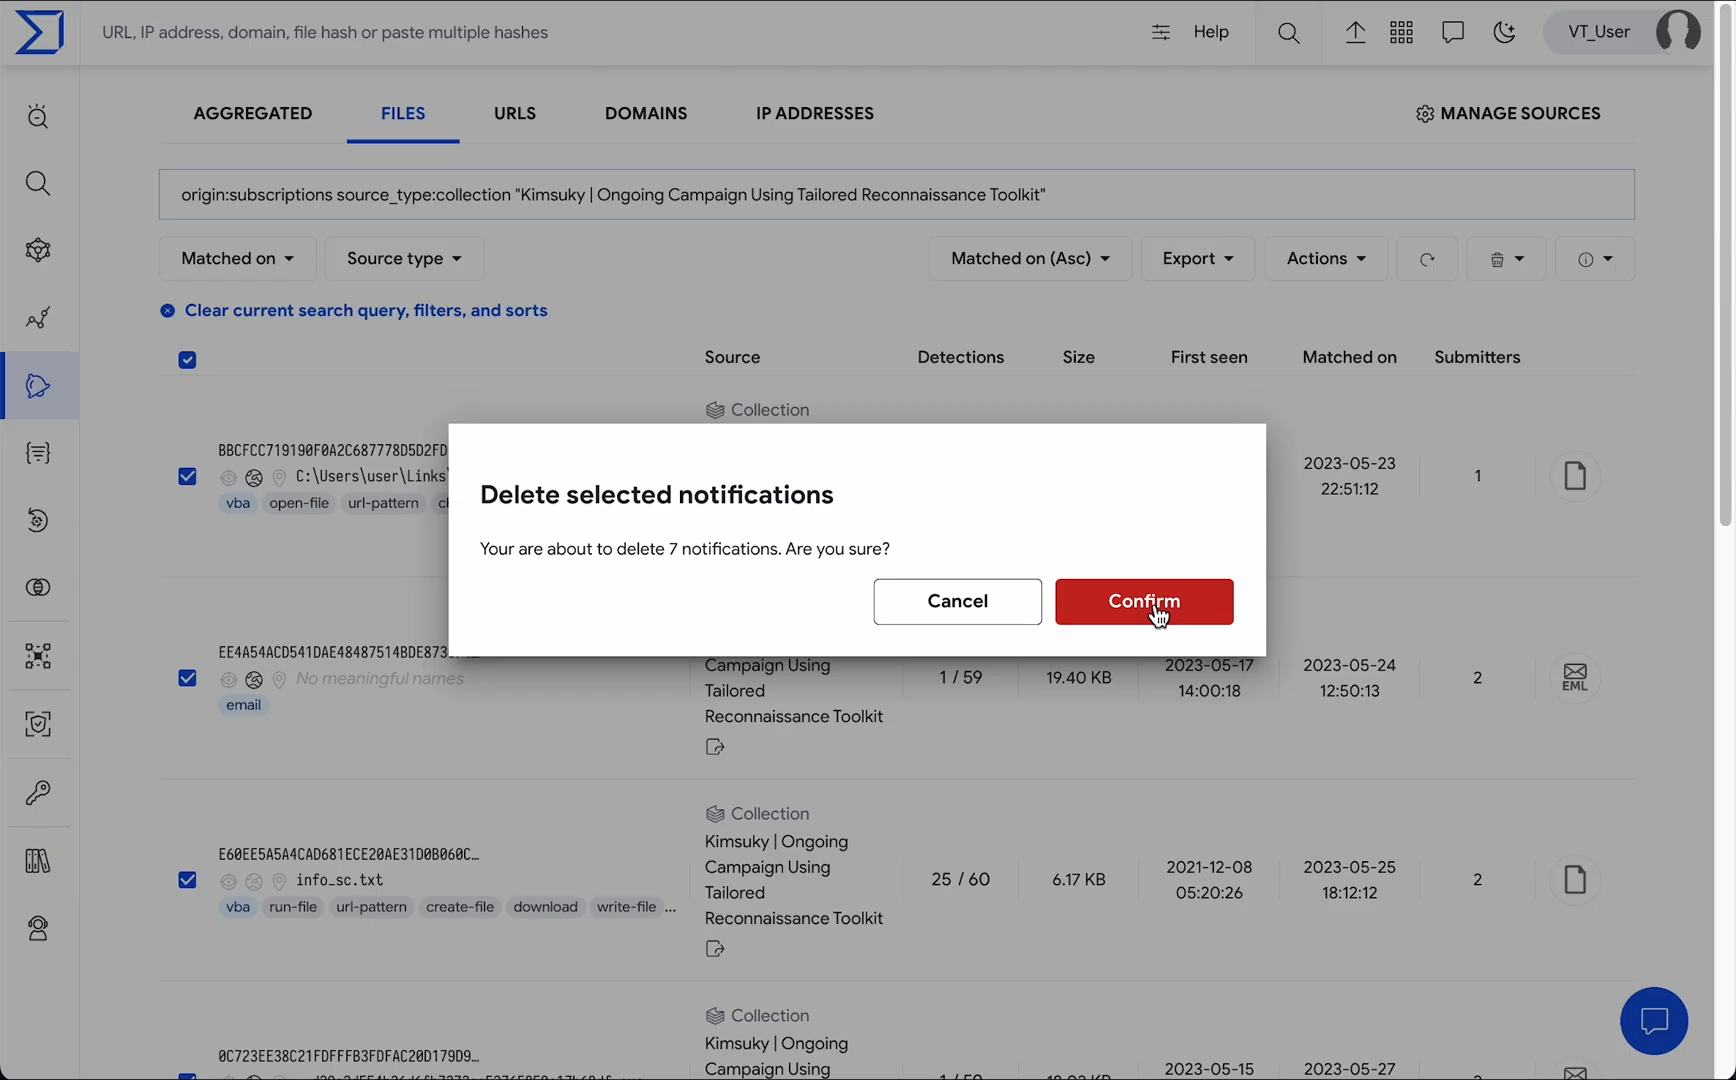 URL, IP address, domain, file hash or paste multiple hashes
Help
VT_User
AGGREGATED FILES URLS DOMAINS IP ADDRESSES MANAGE SOURCES
origin:subscriptions source_type:collection "Kimsuky | Ongoing Campaign Using Tailored Reconnaissance Toolkit"
Matched on Source type Matched on (Asc) Export Actions
Clear current search query, filters, and sorts
Source Detections Size First seen Matched on Submitters
Collection
BBCFCC719190F0A2C687778D5D2FD
C:\Users\user\Links
vba open-file url-pattern
2023-05-23
22:51:12
1
Delete selected notifications
Your are about to delete 7 notifications. Are you sure?
Cancel Confirm
EE4A54ACD541DAE48487514BDE873
No meaningful names
email
Campaign Using
Tailored
Reconnaissance Toolkit
1 / 59
19.40 KB
2023-05-17
14:00:18
2023-05-24
12:50:13
2
EML
Collection
E60EE5A5A4CAD681ECE20AE31D0B060C...
info_sc.txt
vba run-file url-pattern create-file download write-file ...
Kimsuky | Ongoing
Campaign Using
Tailored
Reconnaissance Toolkit
25 / 60
6.17 KB
2021-12-08
05:20:26
2023-05-25
18:12:12
2
Collection
0C723EE38C21FDFFFB3FDFAC20D179D9...
Kimsuky | Ongoing
Campaign Using
2023-05-15
2023-05-27